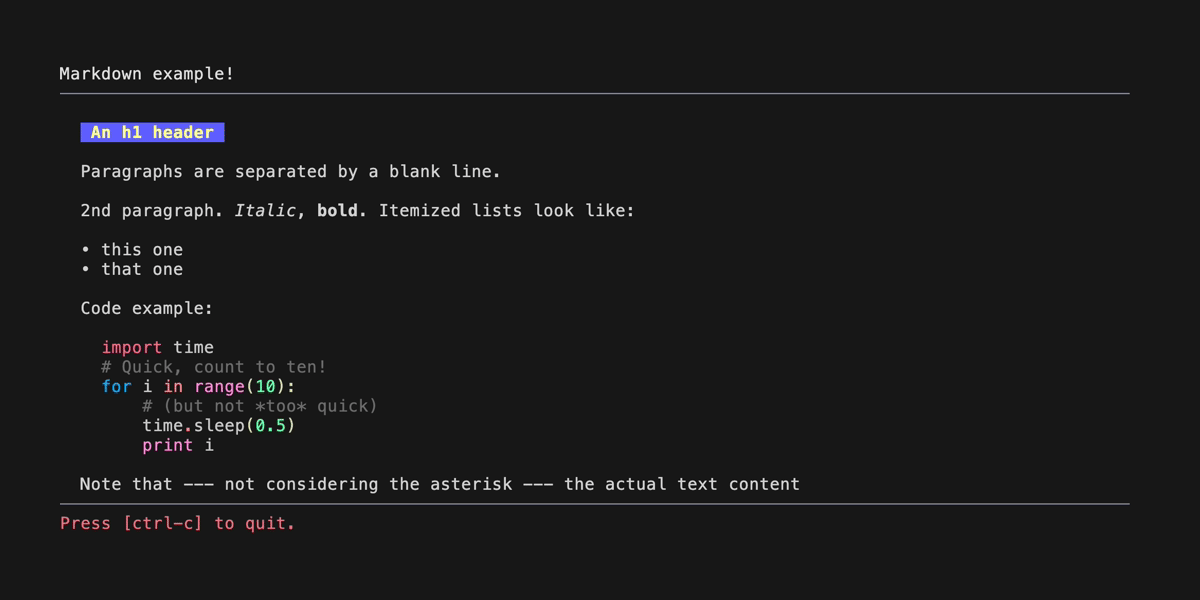 Markdown example!
An h1 header
Paragraphs are separated by a blank line.
2nd paragraph. Italic, bold. Itemized lists look like:
• this one
• that one
Code example:
import time
# Quick, count to ten!
for i in range(10):
    # (but not *too* quick)
    time.sleep(0.5)
    print i
Note that --- not considering the asterisk --- the actual text content
Press [ctrl-c] to quit.